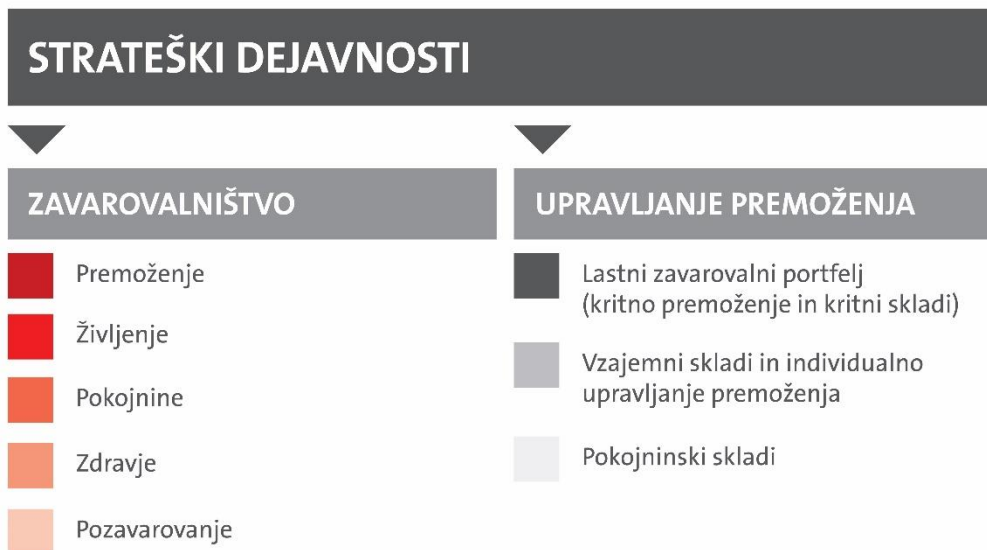 STRATEŠKI DEJAVNOSTI
ZAVAROVALNIŠTVO
Premoženje
Življenje
Pokojnine
Zdravje
Pozavarovanje
UPRAVLJANJE PREMOŽENJA
Lastni zavarovalni portfelj
(kritno premoženje in kritni skladi)
Vzajemni skladi in individualno
upravljanje premoženja
Pokojninski skladi